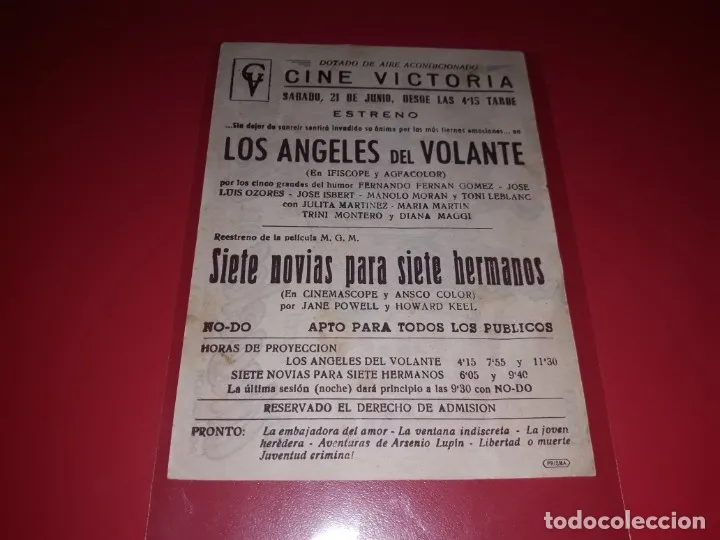 DOTADO DE AIRE ACONDICIONADO
CV
CINE VICTORIA
SABADO, 21 DE JUNIO, DESDE LAS 4'15 TARDE
ESTRENO
...Sin dejar de sonreir sentirá invadido su ánimo por las más tiernas emociones... en
LOS ANGELES DEL VOLANTE
(En IFISCOPE y AGFACOLOR)
por los cinco grandes del humor FERNANDO FERNAN GOMEZ - JOSE
LUIS OZORES - JOSE ISBERT - MANOLO MORAN y TONI LEBLANC
con JULITA MARTINEZ - MARIA MARTIN
TRINI MONTERO y DIANA MAGGI
Reestreno de la película M. G. M.
Siete novias para siete hermanos
(En CINEMASCOPE y ANSCO COLOR)
por JANE POWELL y HOWARD KEEL
NO-DO APTO PARA TODOS LOS PUBLICOS
HORAS DE PROYECCION
LOS ANGELES DEL VOLANTE 4'15 7'55 y 11'30
SIETE NOVIAS PARA SIETE HERMANOS 6'05 y 9'40
La última sesión (noche) dará principio a las 9'30 con NO-DO
RESERVADO EL DERECHO DE ADMISION
PRONTO: La embajadora del amor - La ventana indiscreta - La joven
herèdera - Aventuras de Arsenio Lupin - Libertad o muerte
Juventud criminal
PRISMA
todocoleccion
todocoleccion.net